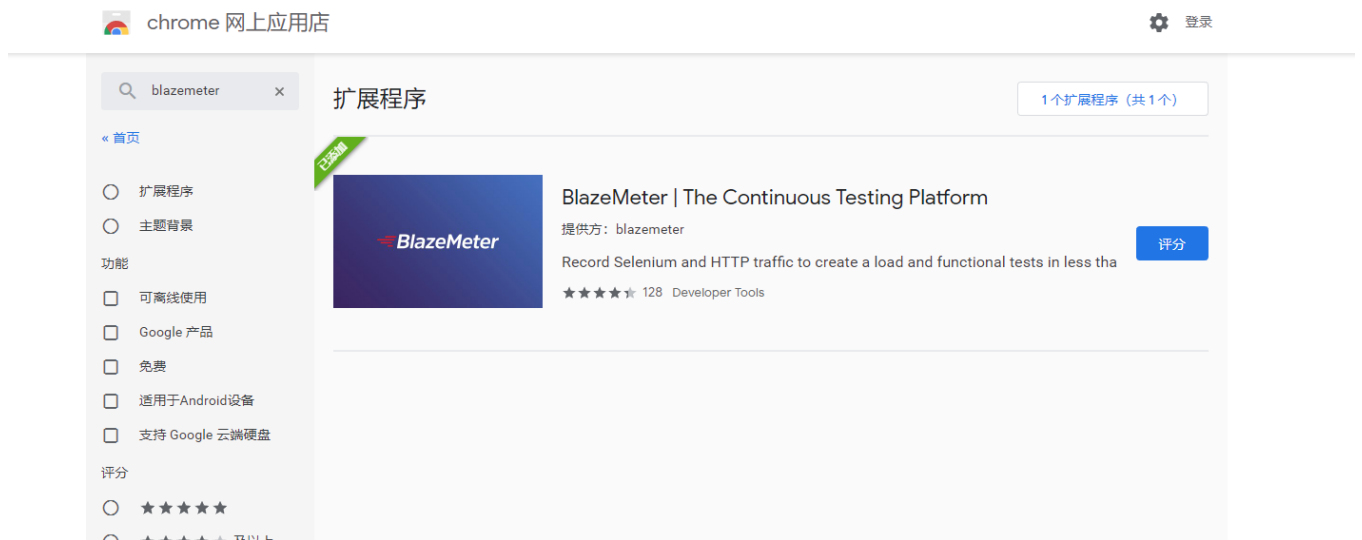 chrome 网上应用店
登录
blazemeter
« 首页
扩展程序
主题背景
功能
可离线使用
Google 产品
免费
适用于Android设备
支持 Google 云端硬盘
评分
及以上
扩展程序
1 个扩展程序（共 1 个）
已添加
BlazeMeter
BlazeMeter | The Continuous Testing Platform
提供方：blazemeter
Record Selenium and HTTP traffic to create a load and functional tests in less tha
评分
128 Developer Tools